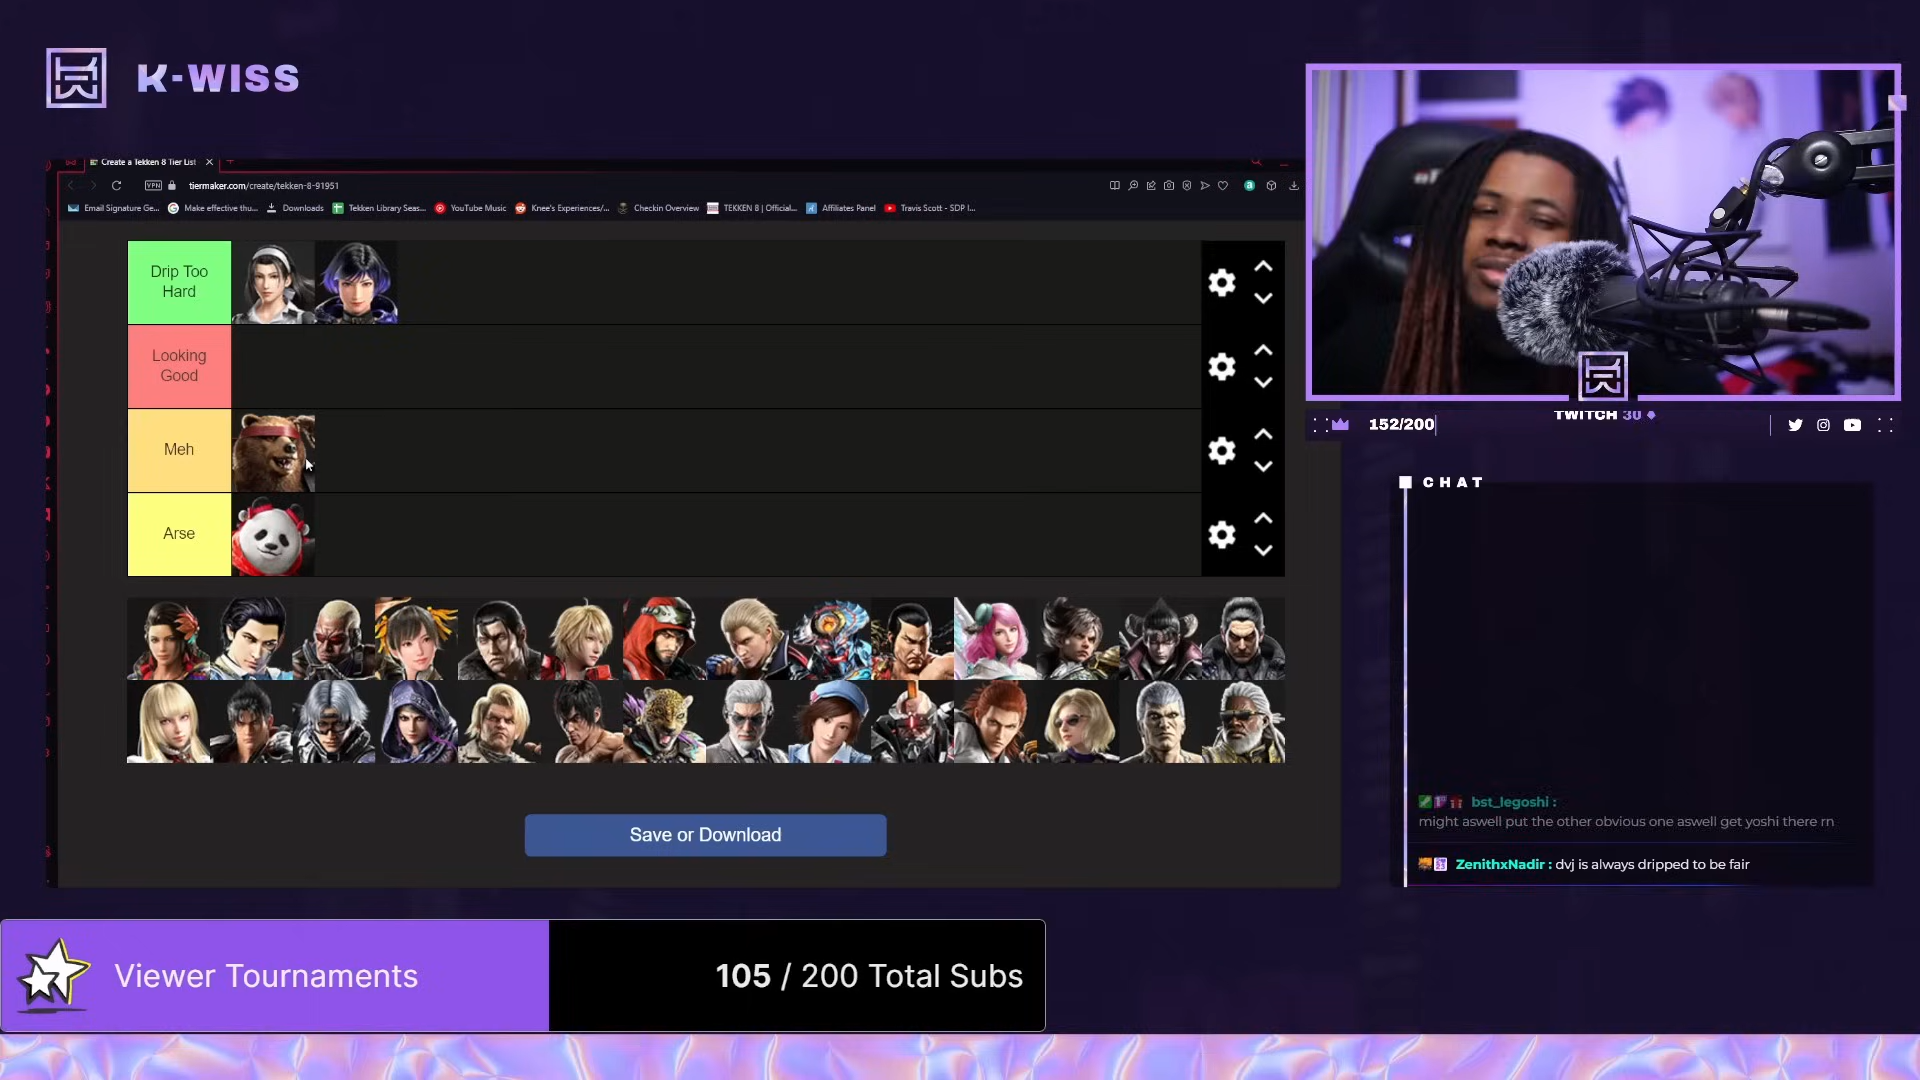 K-WISS
Create a Tekken 8 Tier List
VPN
tiermaker.com/create/tekken-8-91951
Email Signature Ge...
Make effective thu...
Downloads
Tekken Library Seas...
YouTube Music
Knee's Experiences/...
Checkin Overview
TEKKEN 8 | Official...
Affiliates Panel
Travis Scott - SDP I...
Drip Too
Hard
Looking
Good
Meh
Arse
Save or Download
152/200
TWITCH 30
CHAT
bst_legoshi :
might aswell put the other obvious one aswell get yoshi there rn
ZenithxNadir : dvj is always dripped to be fair
Viewer Tournaments
105 / 200 Total Subs